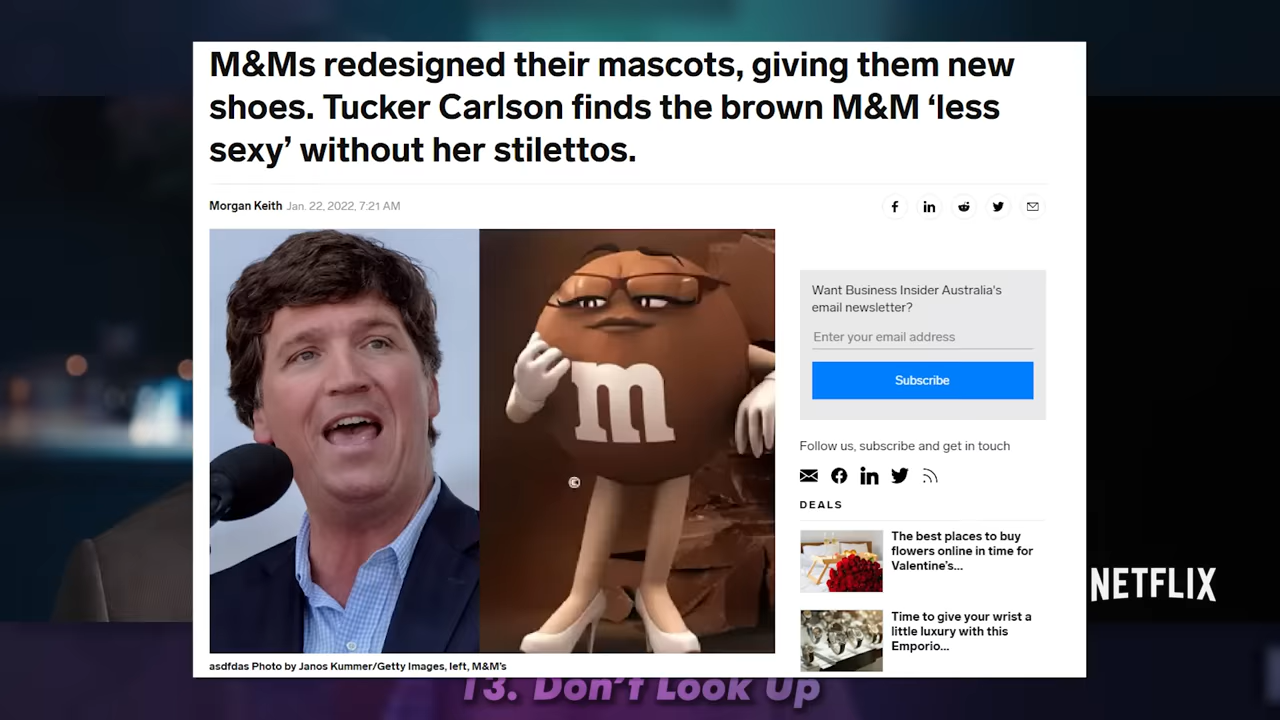 M&Ms redesigned their mascots, giving them new
shoes. Tucker Carlson finds the brown M&M ‘less
sexy’ without her stilettos.
Morgan Keith Jan. 22, 2022, 7:21 AM
f
in
m
©
Want Business Insider Australia's
email newsletter?
Enter your email address
Subscribe
Follow us, subscribe and get in touch
in
DEALS
The best places to buy
flowers online in time for
Valentine's...
Time to give your wrist a
little luxury with this
Emporio...
asdfdas Photo by Janos Kummer/Getty Images, left, M&M's
NETFLIX
13. Don't Look Up